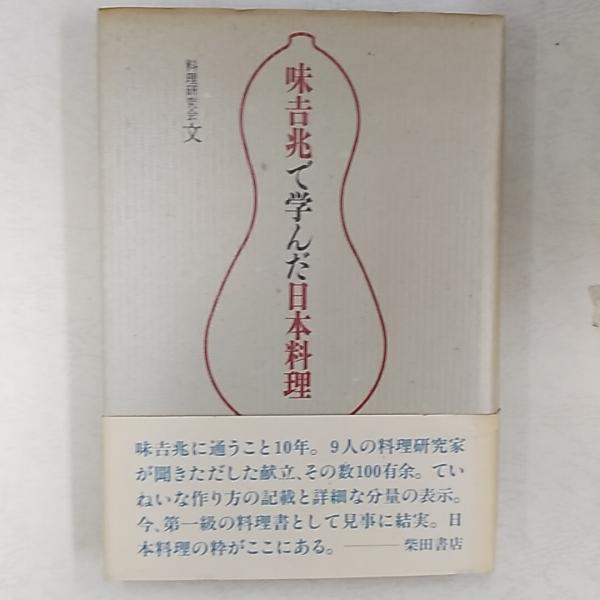 味吉兆で学んだ日本料理
料理研究会文
味吉兆に通うこと10年。9人の料理研究家
が聞きただした献立、その数100有余。てい
ねいな作り方の記載と詳細な分量の表示。
今、第一級の料理書として見事に結実。日
本料理の粋がここにある。――柴田書店